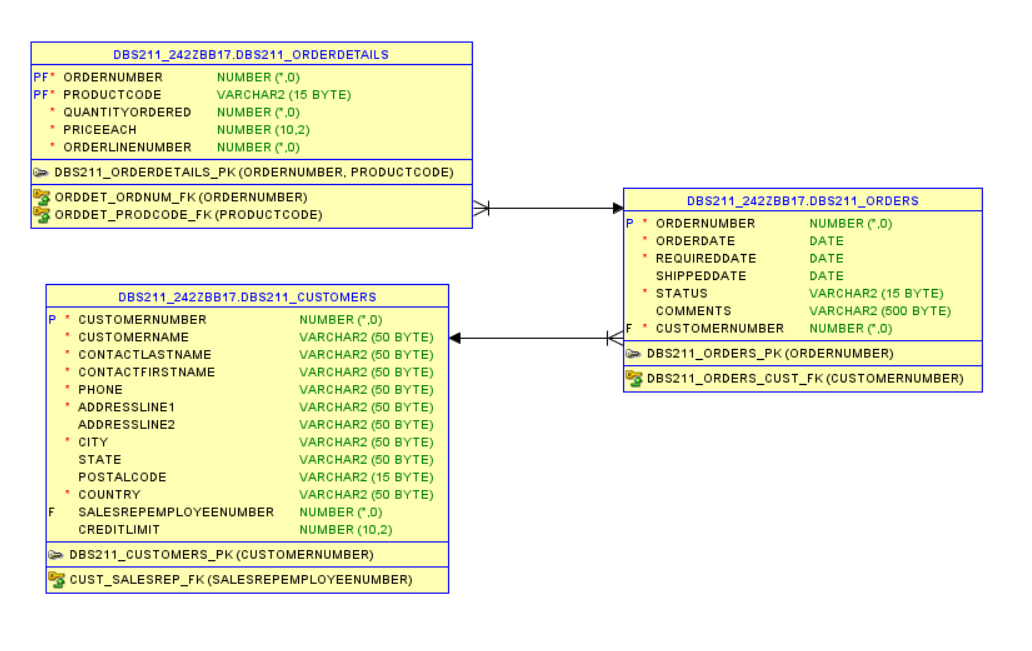 DBS211_242ZBB17.DBS211_ORDERDETAILS
PF* ORDERNUMBER NUMBER (*,0)
PF* PRODUCTCODE VARCHAR2 (15 BYTE)
* QUANTITYORDERED NUMBER (*,0)
* PRICEEACH NUMBER (10,2)
* ORDERLINENUMBER NUMBER (*,0)
DBS211_ORDERDETAILS_PK (ORDERNUMBER, PRODUCTCODE)
ORDDET_ORDNUM_FK (ORDERNUMBER)
ORDDET_PRODCODE_FK (PRODUCTCODE)
DBS211_242ZBB17.DBS211_ORDERS
P * ORDERNUMBER NUMBER (*,0)
* ORDERDATE DATE
* REQUIREDDATE DATE
SHIPPEDDATE DATE
* STATUS VARCHAR2 (15 BYTE)
COMMENTS VARCHAR2 (500 BYTE)
F * CUSTOMERNUMBER NUMBER (*,0)
DBS211_ORDERS_PK (ORDERNUMBER)
DBS211_ORDERS_CUST_FK (CUSTOMERNUMBER)
DBS211_242ZBB17.DBS211_CUSTOMERS
P * CUSTOMERNUMBER NUMBER (*,0)
* CUSTOMERNAME VARCHAR2 (50 BYTE)
* CONTACTLASTNAME VARCHAR2 (50 BYTE)
* CONTACTFIRSTNAME VARCHAR2 (50 BYTE)
* PHONE VARCHAR2 (50 BYTE)
* ADDRESSLINE1 VARCHAR2 (50 BYTE)
ADDRESSLINE2 VARCHAR2 (50 BYTE)
* CITY VARCHAR2 (50 BYTE)
STATE VARCHAR2 (50 BYTE)
POSTALCODE VARCHAR2 (15 BYTE)
* COUNTRY VARCHAR2 (50 BYTE)
F SALESREPEMPLOYEENUMBER NUMBER (*,0)
CREDITLIMIT NUMBER (10,2)
DBS211_CUSTOMERS_PK (CUSTOMERNUMBER)
CUST_SALESREP_FK (SALESREPEMPLOYEENUMBER)